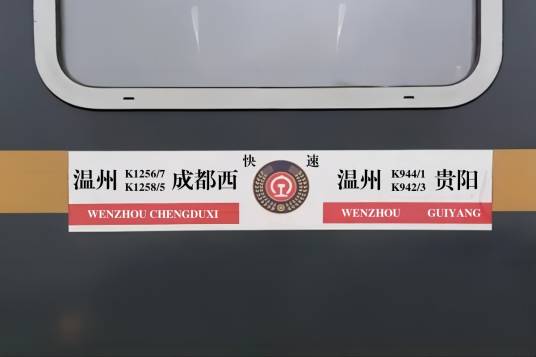 快 速
温州 K1256/7 K1258/5 成都西
WENZHOU CHENGDUXI
温州 K944/1 K942/3 贵阳
WENZHOU GUIYANG